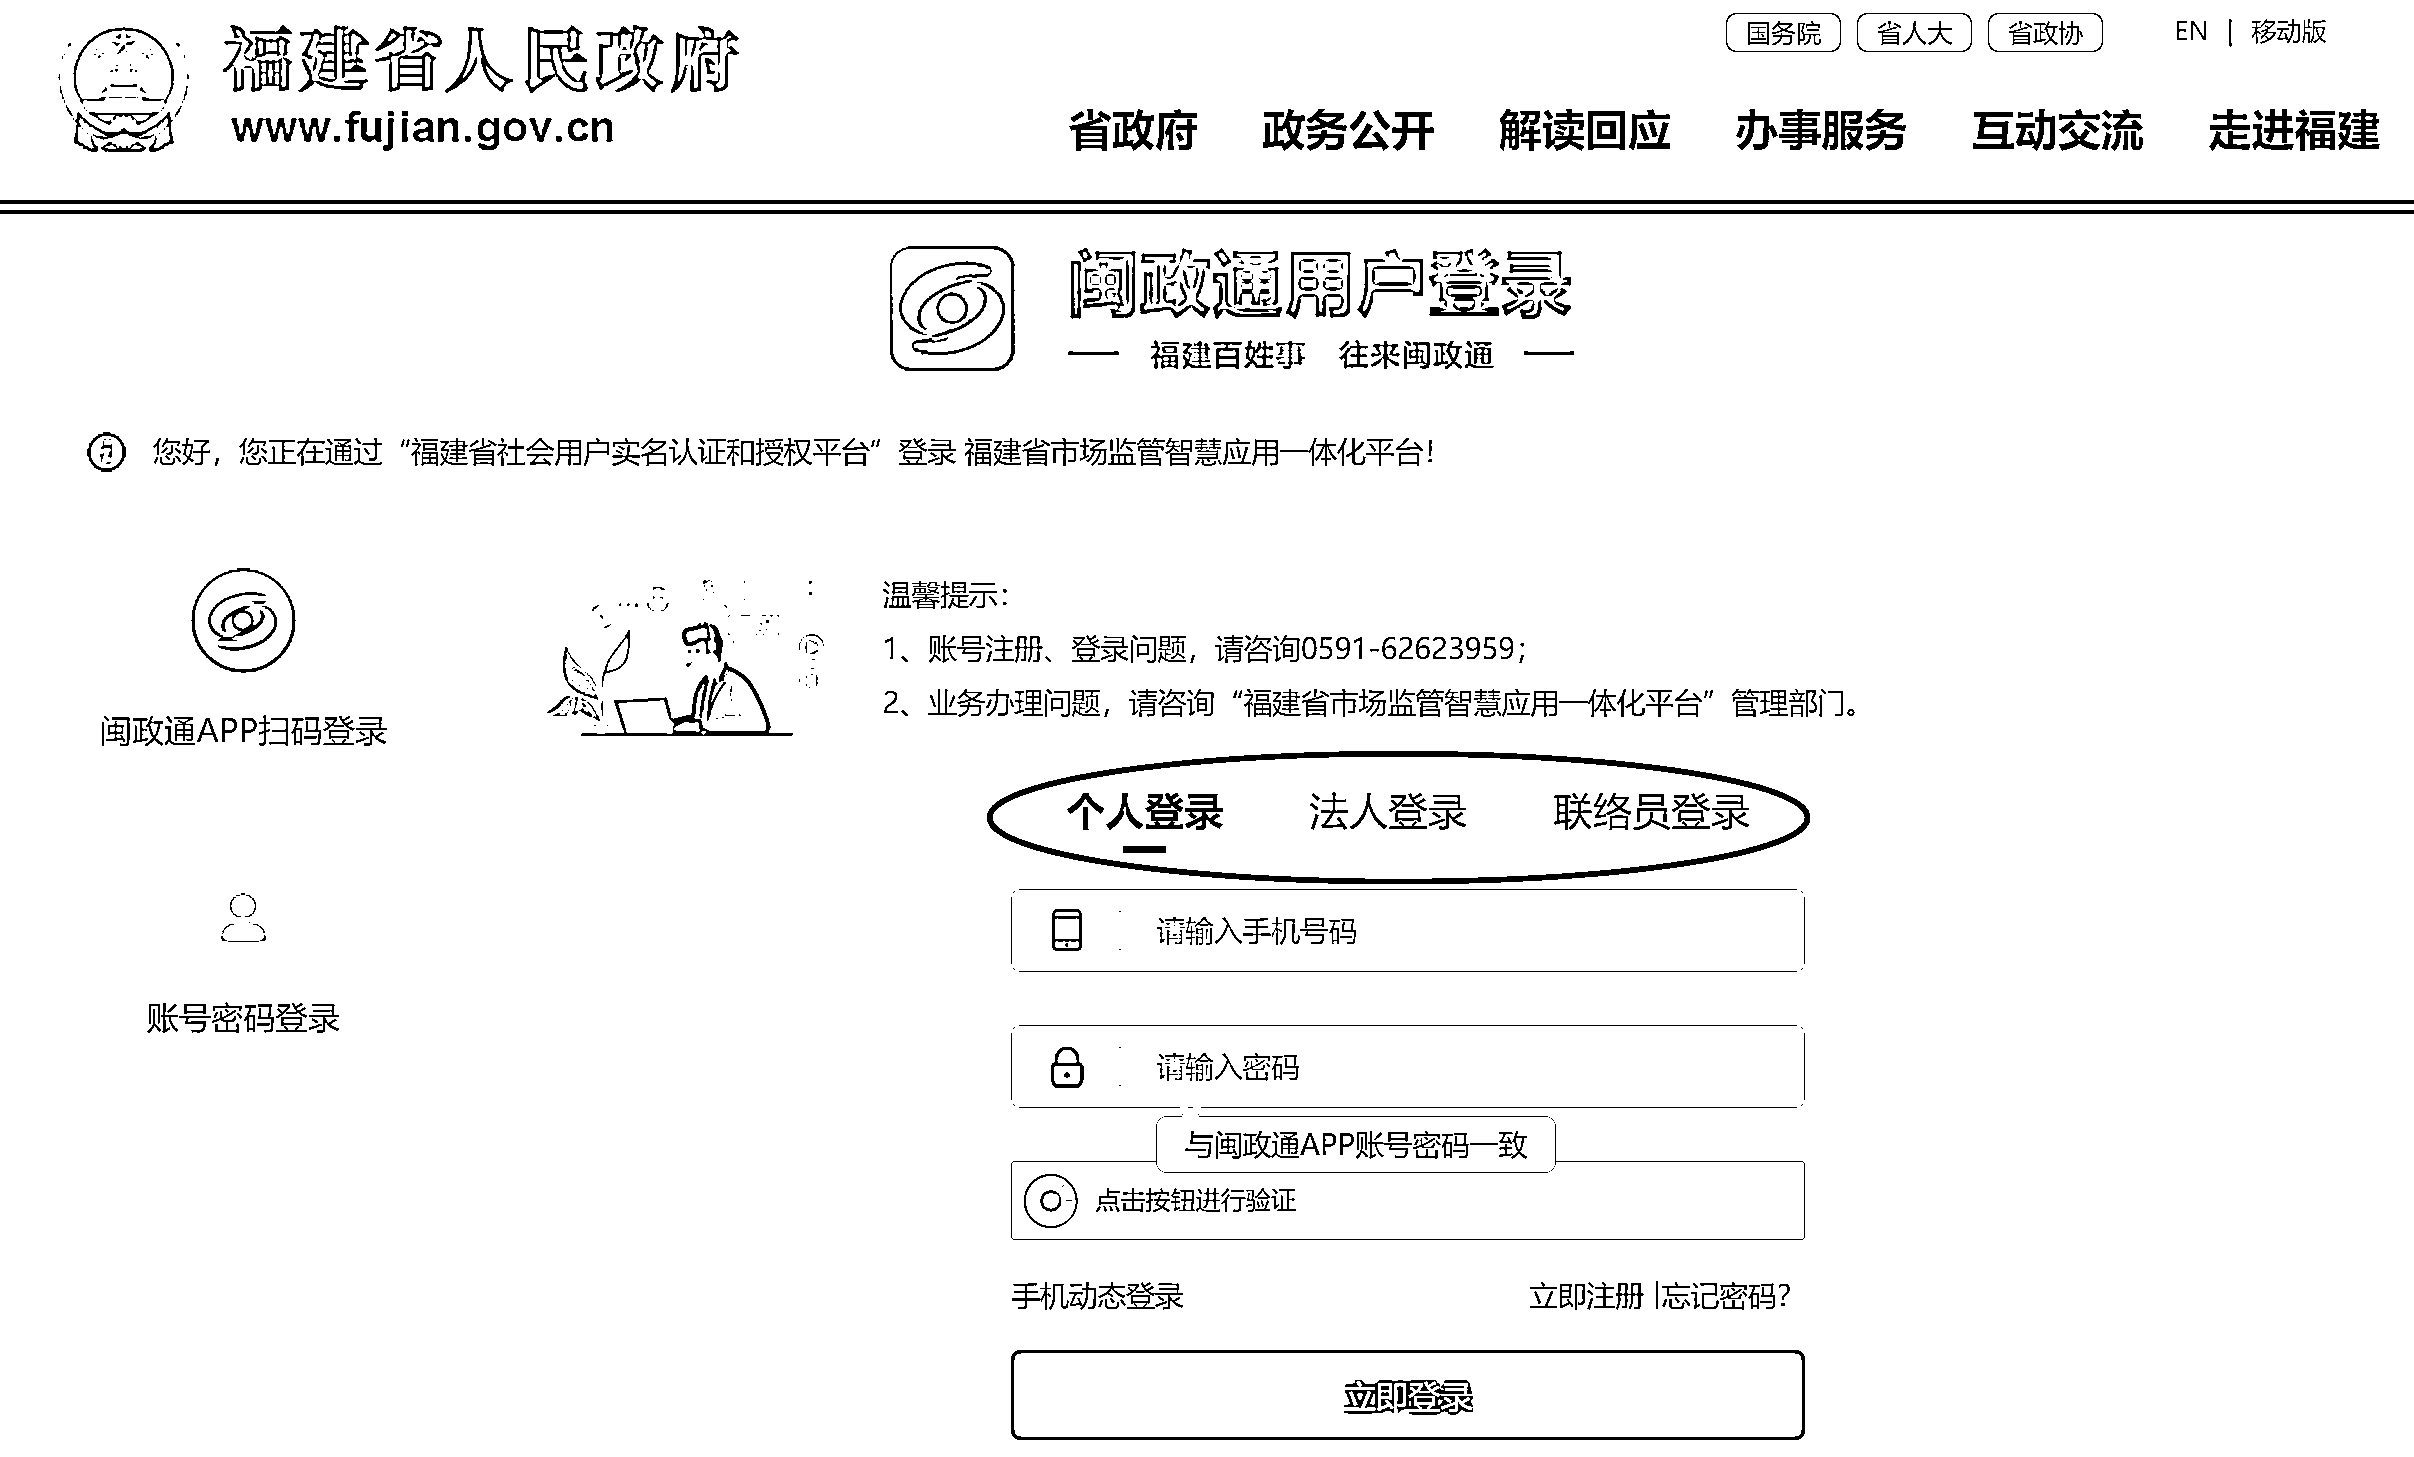 国务院 省人大 省政协 EN | 移动版
福建省人民政府
www.fujian.gov.cn
省政府 政务公开 解读回应 办事服务 互动交流 走进福建
闽政通用户登录
福建百姓事 往来闽政通
您好，您正在通过“福建省社会用户实名认证和授权平台”登录 福建省市场监管智慧应用一体化平台！
温馨提示：
1、账号注册、登录问题，请咨询0591-62623959；
2、业务办理问题，请咨询“福建省市场监管智慧应用一体化平台”管理部门。
闽政通APP扫码登录
个人登录 法人登录 联络员登录
请输入手机号码
账号密码登录
请输入密码
与闽政通APP账号密码一致
点击按钮进行验证
手机动态登录 立即注册 |忘记密码？
立即登录